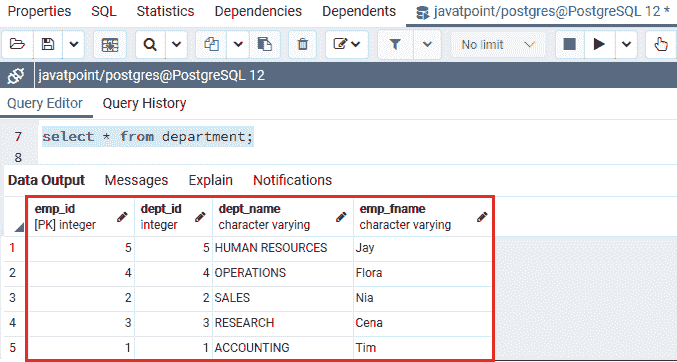 Properties SQL Statistics Dependencies Dependents javatpoint/postgres@PostgreSQL 12 *
No limit
javatpoint/postgres@PostgreSQL 12
Query Editor Query History
7 select * from department;
8
Data Output Messages Explain Notifications
emp_id dept_id dept_name emp_fname
[PK] integer integer character varying character varying
1 5 5 HUMAN RESOURCES Jay
2 4 4 OPERATIONS Flora
3 2 2 SALES Nia
4 3 3 RESEARCH Cena
5 1 1 ACCOUNTING Tim